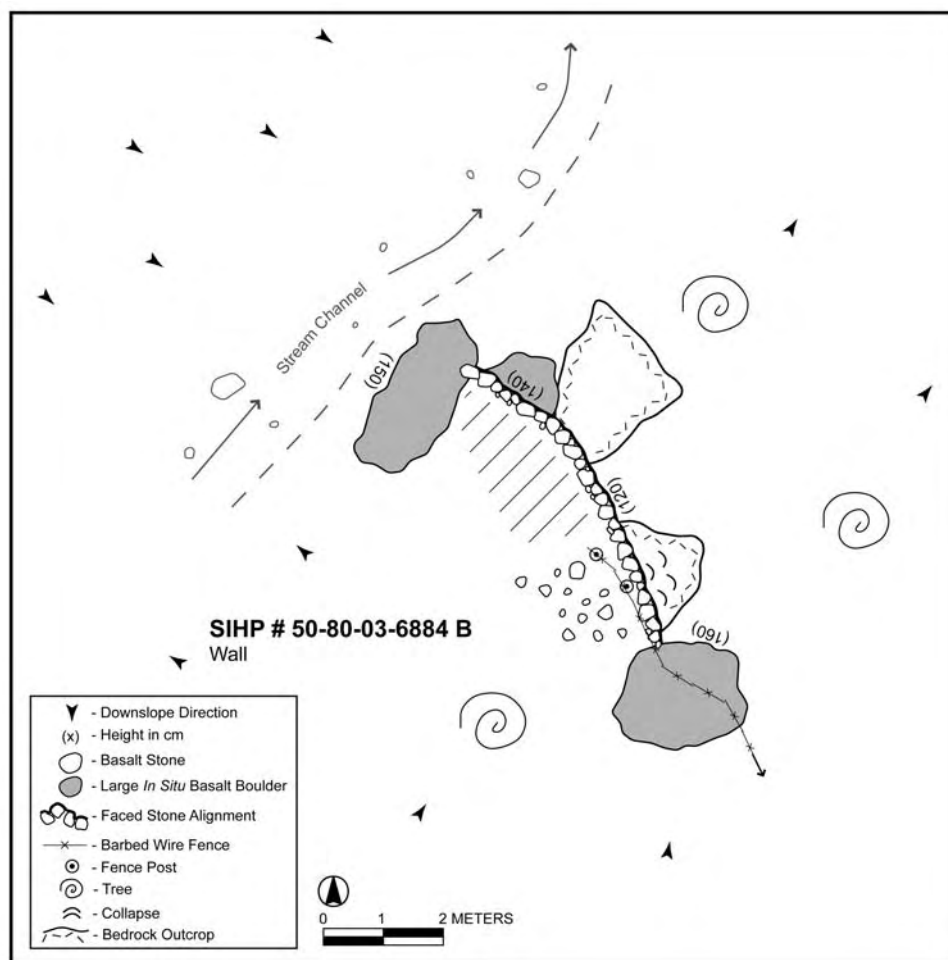 Stream Channel
(150)
(140)
(120)
(160)
SIHP # 50-80-03-6884 B
Wall
- Downslope Direction
(x) - Height in cm
- Basalt Stone
- Large In Situ Basalt Boulder
- Faced Stone Alignment
- Barbed Wire Fence
- Fence Post
- Tree
- Collapse
- Bedrock Outcrop
0 1 2 METERS